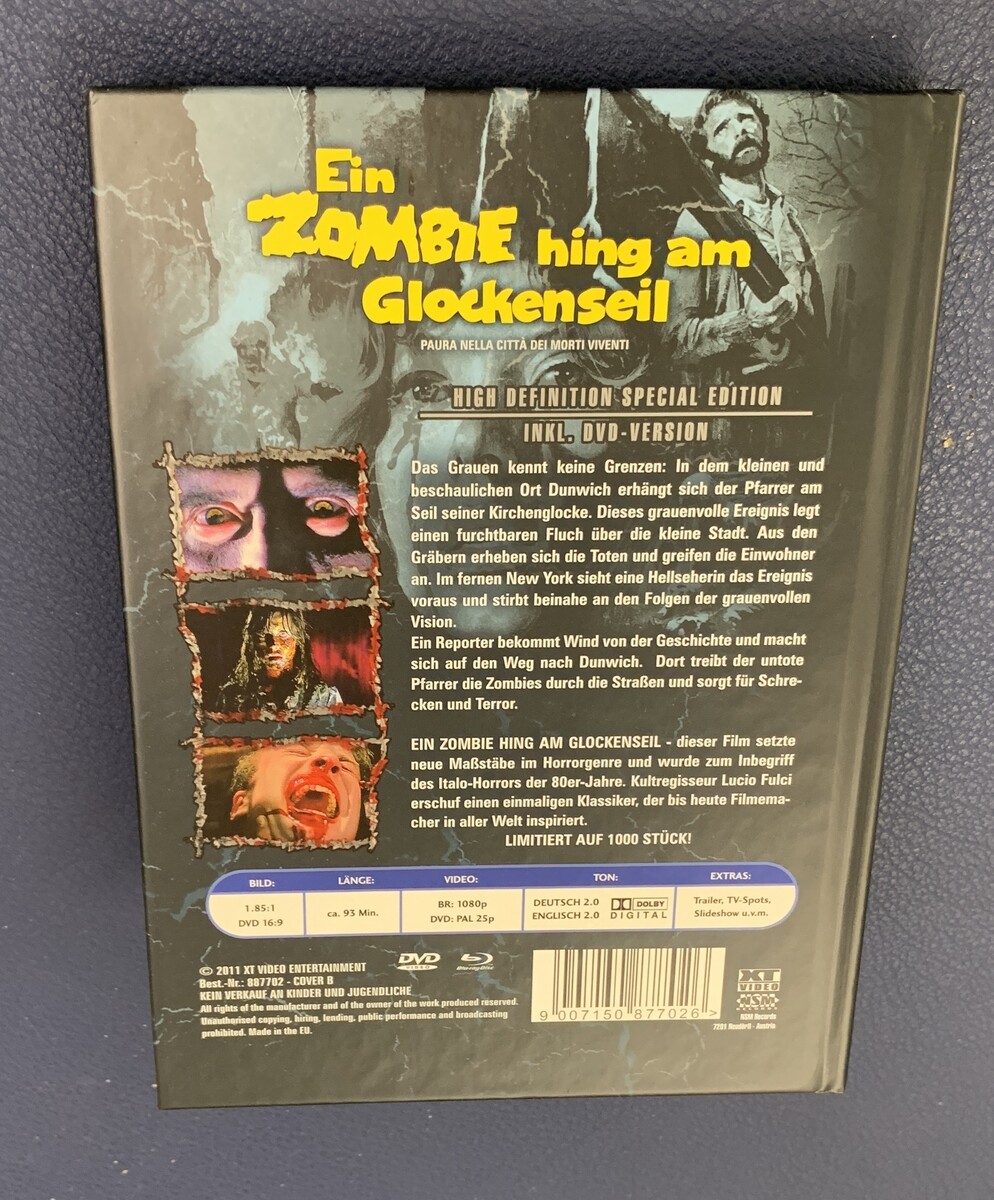 Ein
ZOMBIE hing am
Glockenseil
PAURA NELLA CITTÀ DEI MORTI VIVENTI
HIGH DEFINITION SPECIAL EDITION
INKL. DVD-VERSION
Das Grauen kennt keine Grenzen: In dem kleinen und
beschaulichen Ort Dunwich erhängt sich der Pfarrer am
Seil seiner Kirchenglocke. Dieses grauenvolle Ereignis legt
einen furchtbaren Fluch über die kleine Stadt. Aus den
Gräbern erheben sich die Toten und greifen die Einwohner
an. Im fernen New York sieht eine Hellseherin das Ereignis
voraus und stirbt beinahe an den Folgen der grauenvollen
Vision.
Ein Reporter bekommt Wind von der Geschichte und macht
sich auf den Weg nach Dunwich. Dort treibt der untote
Pfarrer die Zombies durch die Straßen und sorgt für Schre-
cken und Terror.
EIN ZOMBIE HING AM GLOCKENSEIL - dieser Film setzte
neue Maßstäbe im Horrorgenre und wurde zum Inbegriff
des Italo-Horrors der 80er-Jahre. Kultregisseur Lucio Fulci
erschuf einen einmaligen Klassiker, der bis heute Filmema-
cher in aller Welt inspiriert.
LIMITIERT AUF 1000 STÜCK!
BILD: LÄNGE: VIDEO: TON: EXTRAS:
1.85:1
DVD 16:9
ca. 93 Min.
BR: 1080p
DVD: PAL 25p
DEUTSCH 2.0
ENGLISCH 2.0
DOLBY
DIGITAL
Trailer, TV-Spots,
Slideshow u.v.m.
© 2011 XT VIDEO ENTERTAINMENT
Best.-Nr.: 887702 - COVER B
KEIN VERKAUF AN KINDER UND JUGENDLICHE
All rights of the manufacturer and of the owner of the work produced reserved.
Unauthorised copying, hiring, lending, public performance and broadcasting
prohibited. Made in the EU.
DVD
VIDEO
Blu-ray Disc
9 007150 877026 >
XT
VIDEO
NSM
NSM Records
7201 Neudörfl - Austria